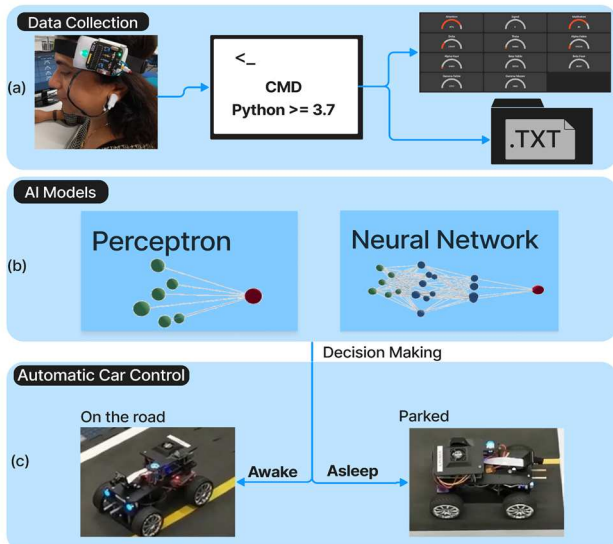 Data Collection
(a)
<_
CMD
Python >= 3.7
.TXT
AI Models
(b)
Perceptron
Neural Network
Decision Making
Automatic Car Control
(c)
On the road
Parked
Awake
Asleep